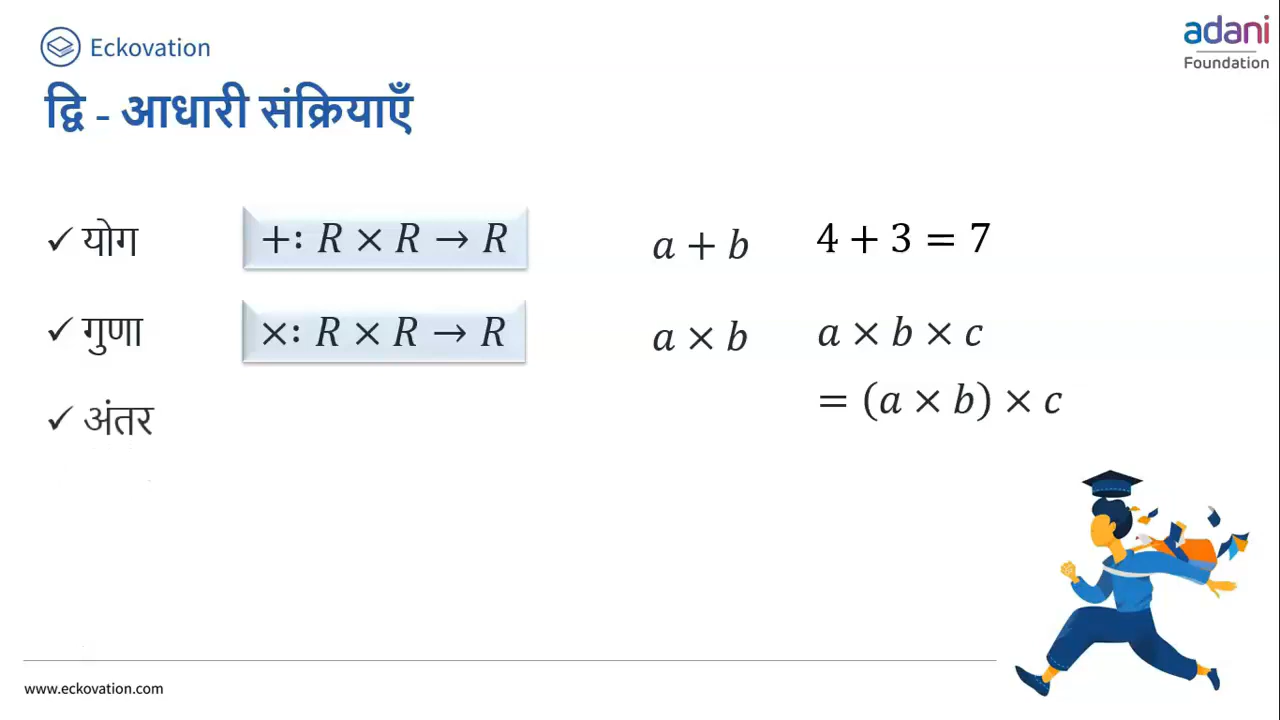 Eckovation
adani
Foundation
द्वि - आधारी संक्रियाएँ
✓ योग +: R × R → R a + b 4 + 3 = 7
✓ गुणा ×: R × R → R a × b a × b × c
= (a × b) × c
✓ अंतर
www.eckovation.com